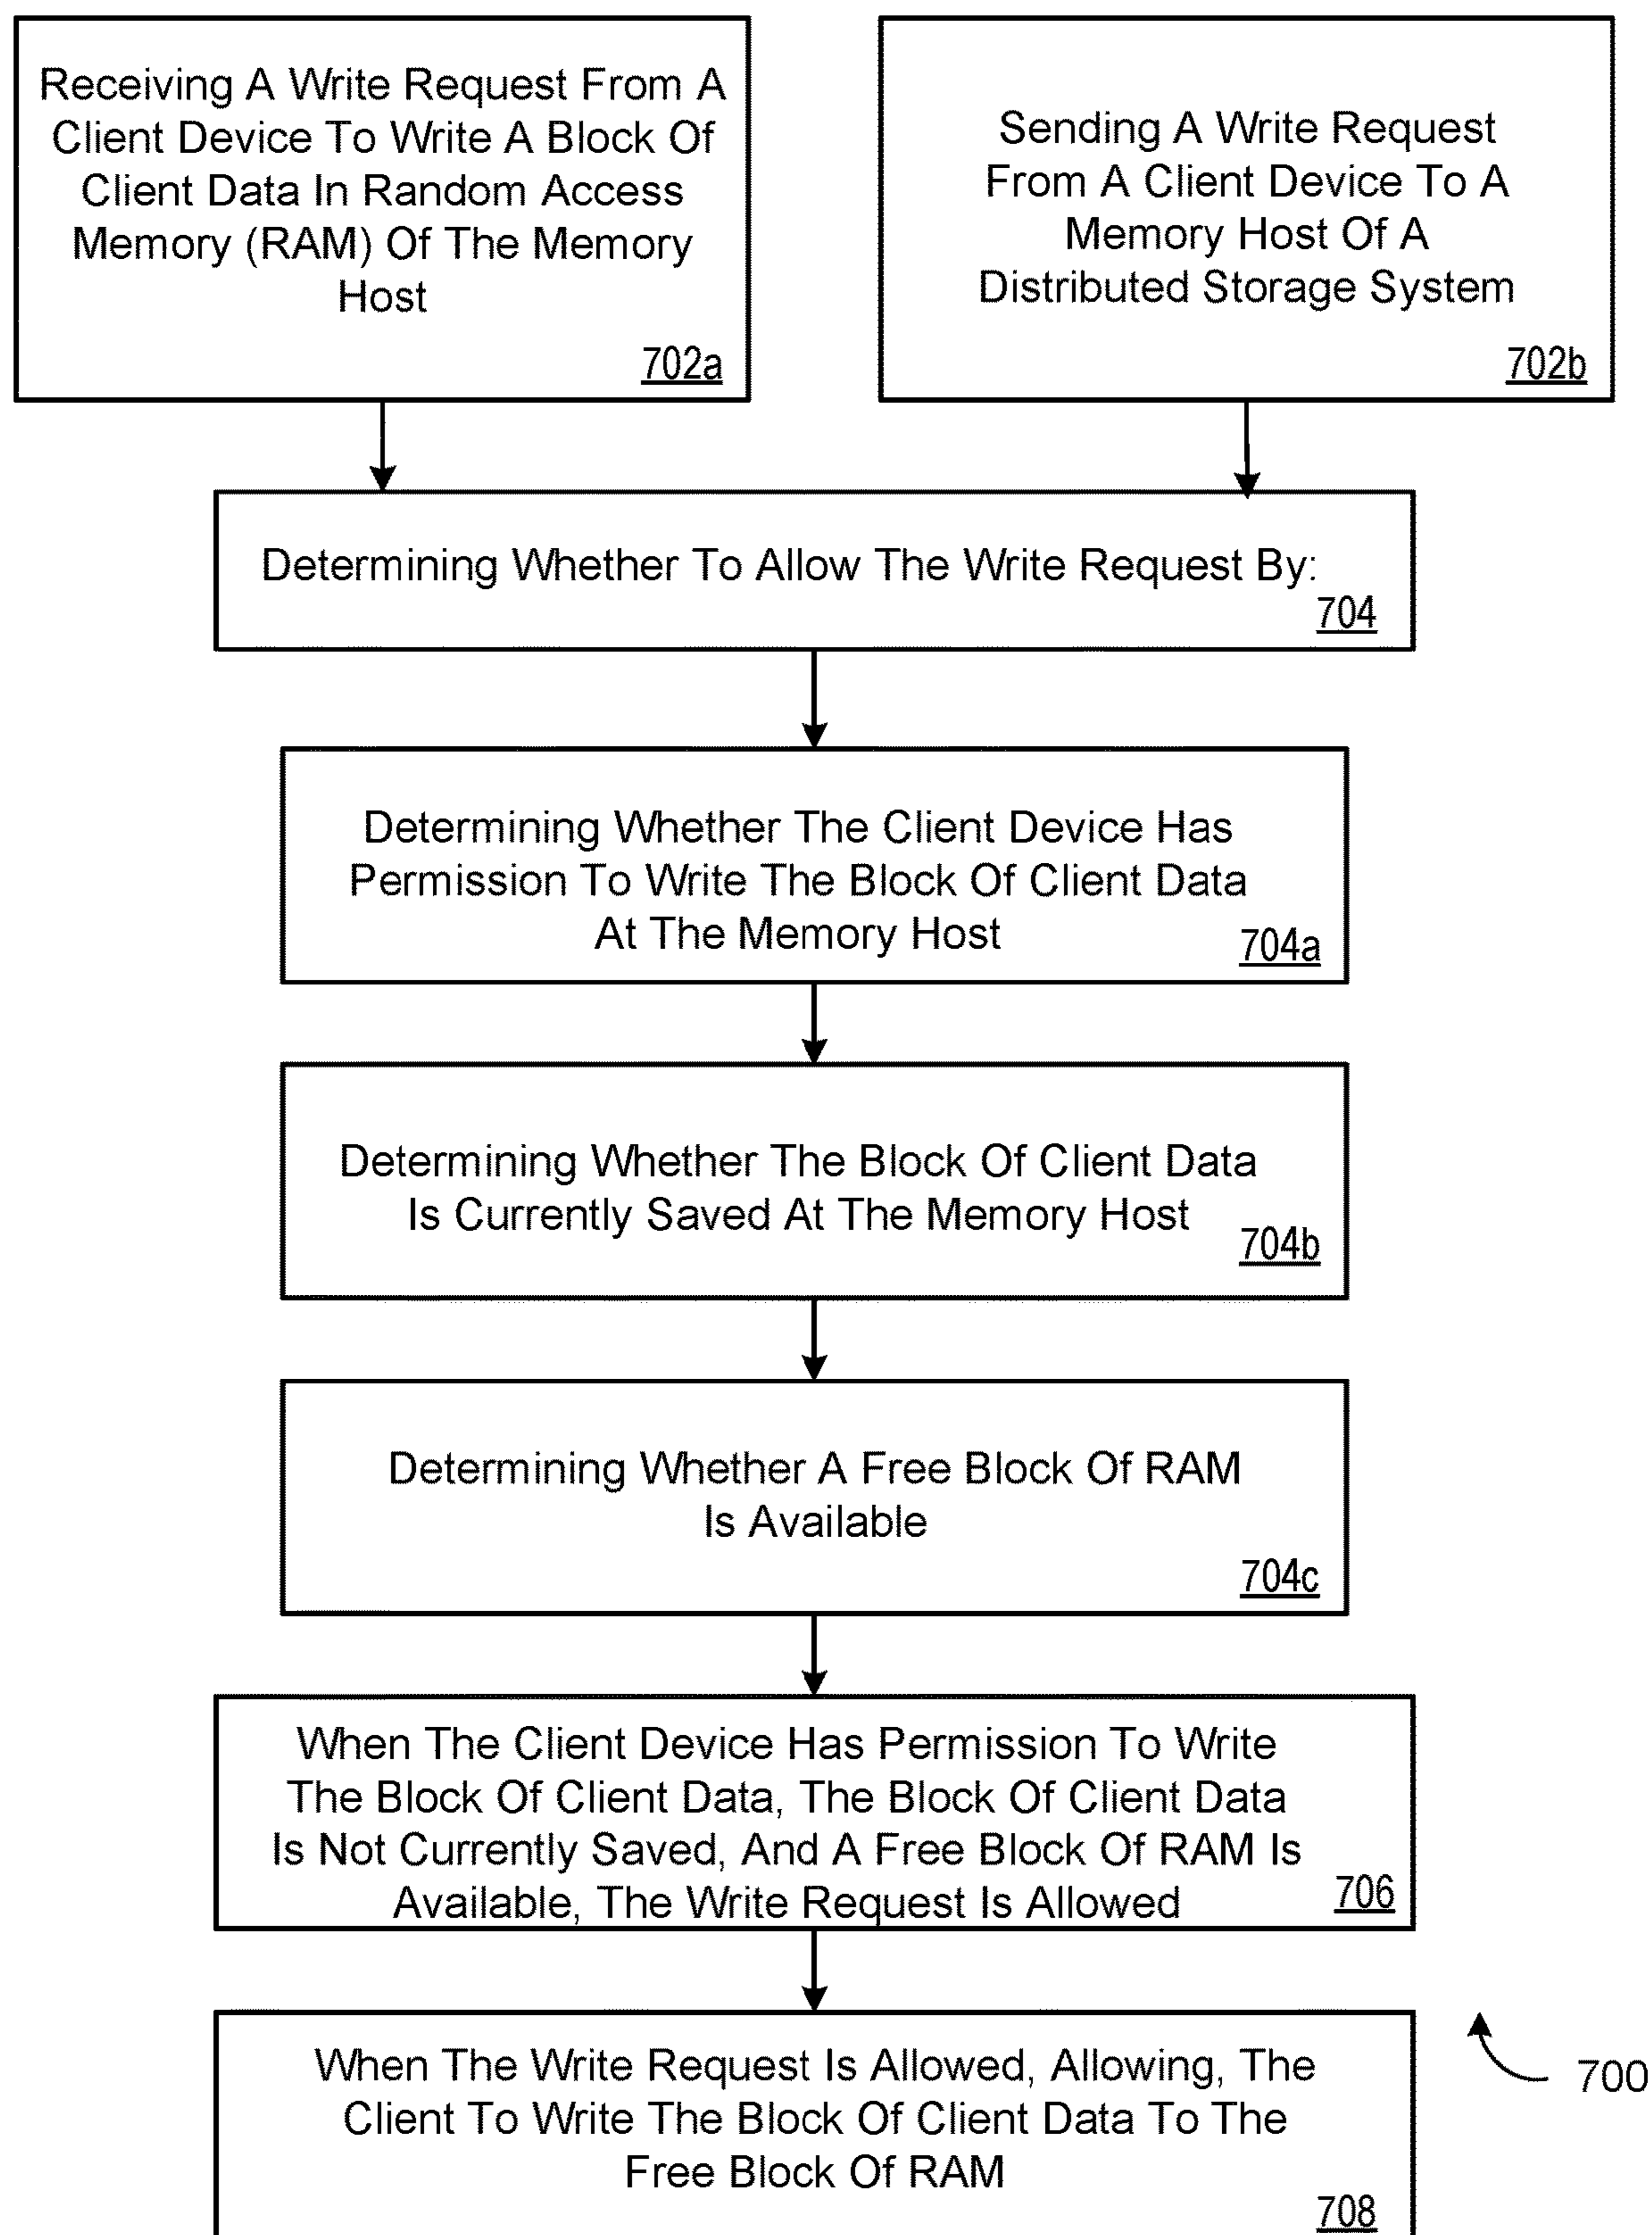 Receiving A Write Request From A
Client Device To Write A Block Of
Client Data In Random Access
Memory (RAM) Of The Memory
Host
702a
Sending A Write Request
From A Client Device To A
Memory Host Of A
Distributed Storage System
702b
Determining Whether To Allow The Write Request By:
704
Determining Whether The Client Device Has
Permission To Write The Block Of Client Data
At The Memory Host
704a
Determining Whether The Block Of Client Data
Is Currently Saved At The Memory Host
704b
Determining Whether A Free Block Of RAM
Is Available
704c
When The Client Device Has Permission To Write
The Block Of Client Data, The Block Of Client Data
Is Not Currently Saved, And A Free Block Of RAM Is
Available, The Write Request Is Allowed
706
When The Write Request Is Allowed, Allowing, The
Client To Write The Block Of Client Data To The
Free Block Of RAM
708
700